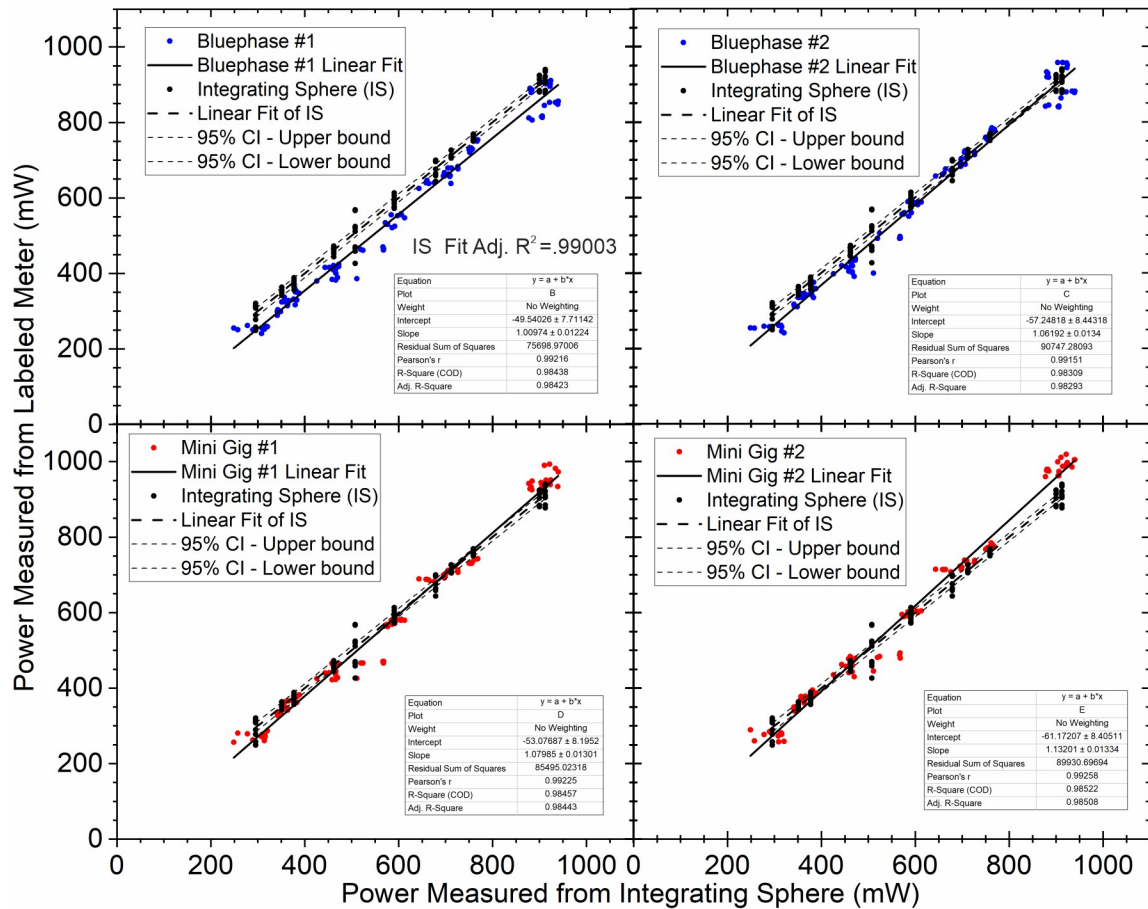 Power Measured from Labeled Meter (mW)
1000
800
600
400
200
0
Bluephase #1
Bluephase #1 Linear Fit
Integrating Sphere (IS)
Linear Fit of IS
95% CI - Upper bound
95% CI - Lower bound
IS Fit Adj. R²=.99003
Equation y = a + b*x
Plot B
Weight No Weighting
Intercept -49.54026 ± 7.71142
Slope 1.00974 ± 0.01224
Residual Sum of Squares 75698.97006
Pearson's r 0.99216
R-Square (COD) 0.98438
Adj. R-Square 0.98423
Bluephase #2
Bluephase #2 Linear Fit
Integrating Sphere (IS)
Linear Fit of IS
95% CI - Upper bound
95% CI - Lower bound
Equation y = a + b*x
Plot C
Weight No Weighting
Intercept -57.24818 ± 8.44318
Slope 1.06192 ± 0.0134
Residual Sum of Squares 90747.28093
Pearson's r 0.99151
R-Square (COD) 0.98309
Adj. R-Square 0.98293
1000
800
600
400
200
0
Mini Gig #1
Mini Gig #1 Linear Fit
Integrating Sphere (IS)
Linear Fit of IS
95% CI - Upper bound
95% CI - Lower bound
Equation y = a + b*x
Plot D
Weight No Weighting
Intercept -53.07687 ± 8.1952
Slope 1.07985 ± 0.01301
Residual Sum of Squares 85495.02318
Pearson's r 0.99225
R-Square (COD) 0.98457
Adj. R-Square 0.98443
Mini Gig #2
Mini Gig #2 Linear Fit
Integrating Sphere (IS)
Linear Fit of IS
95% CI - Upper bound
95% CI - Lower bound
Equation y = a + b*x
Plot E
Weight No Weighting
Intercept -61.17207 ± 8.40511
Slope 1.13201 ± 0.01334
Residual Sum of Squares 89930.69694
Pearson's r 0.99258
R-Square (COD) 0.98522
Adj. R-Square 0.98508
0 200 400 600 800 1000 0 200 400 600 800 1000
Power Measured from Integrating Sphere (mW)